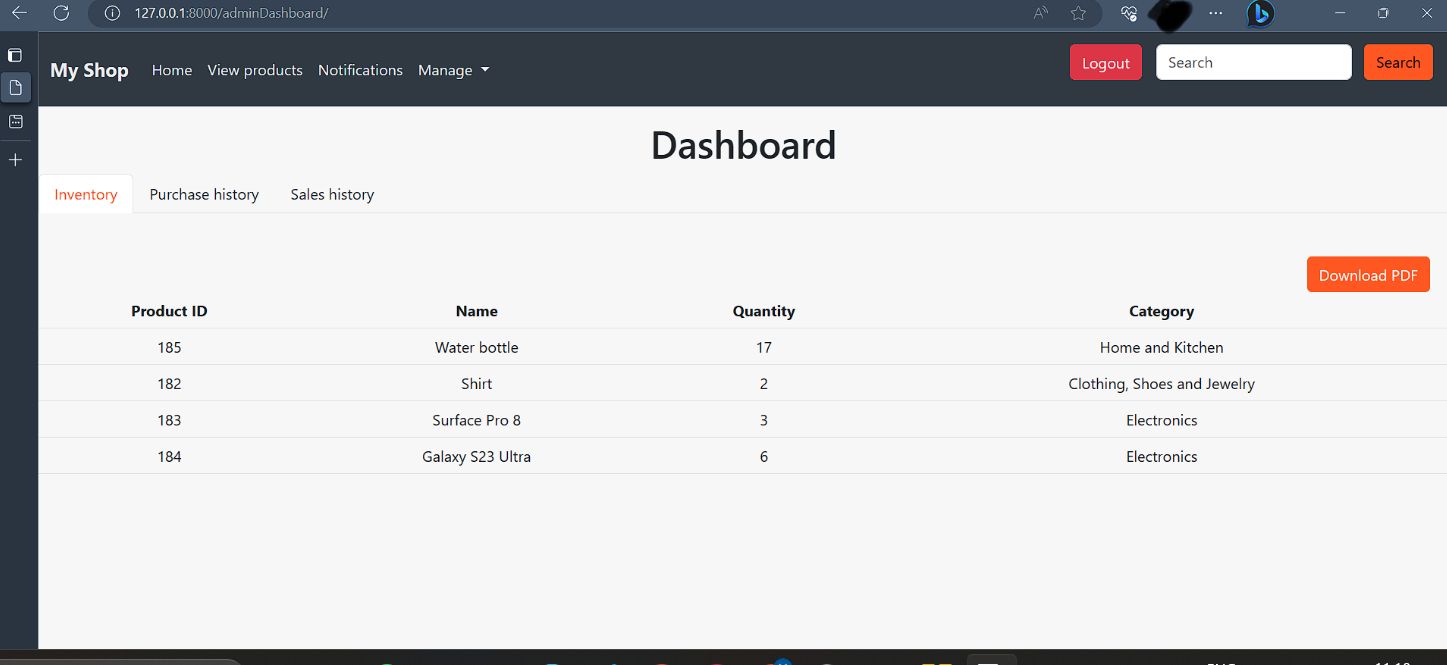 127.0.0.1:8000/adminDashboard/
My Shop Home View products Notifications Manage Logout Search Search
Dashboard
Inventory Purchase history Sales history
Download PDF
Product ID Name Quantity Category
185 Water bottle 17 Home and Kitchen
182 Shirt 2 Clothing, Shoes and Jewelry
183 Surface Pro 8 3 Electronics
184 Galaxy S23 Ultra 6 Electronics